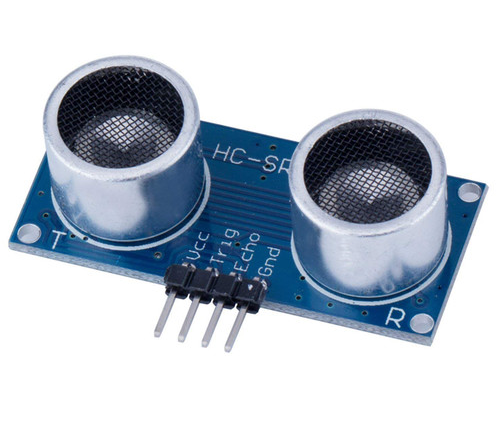 HC-SR
T
Vcc
Trig
Echo
Gnd
R